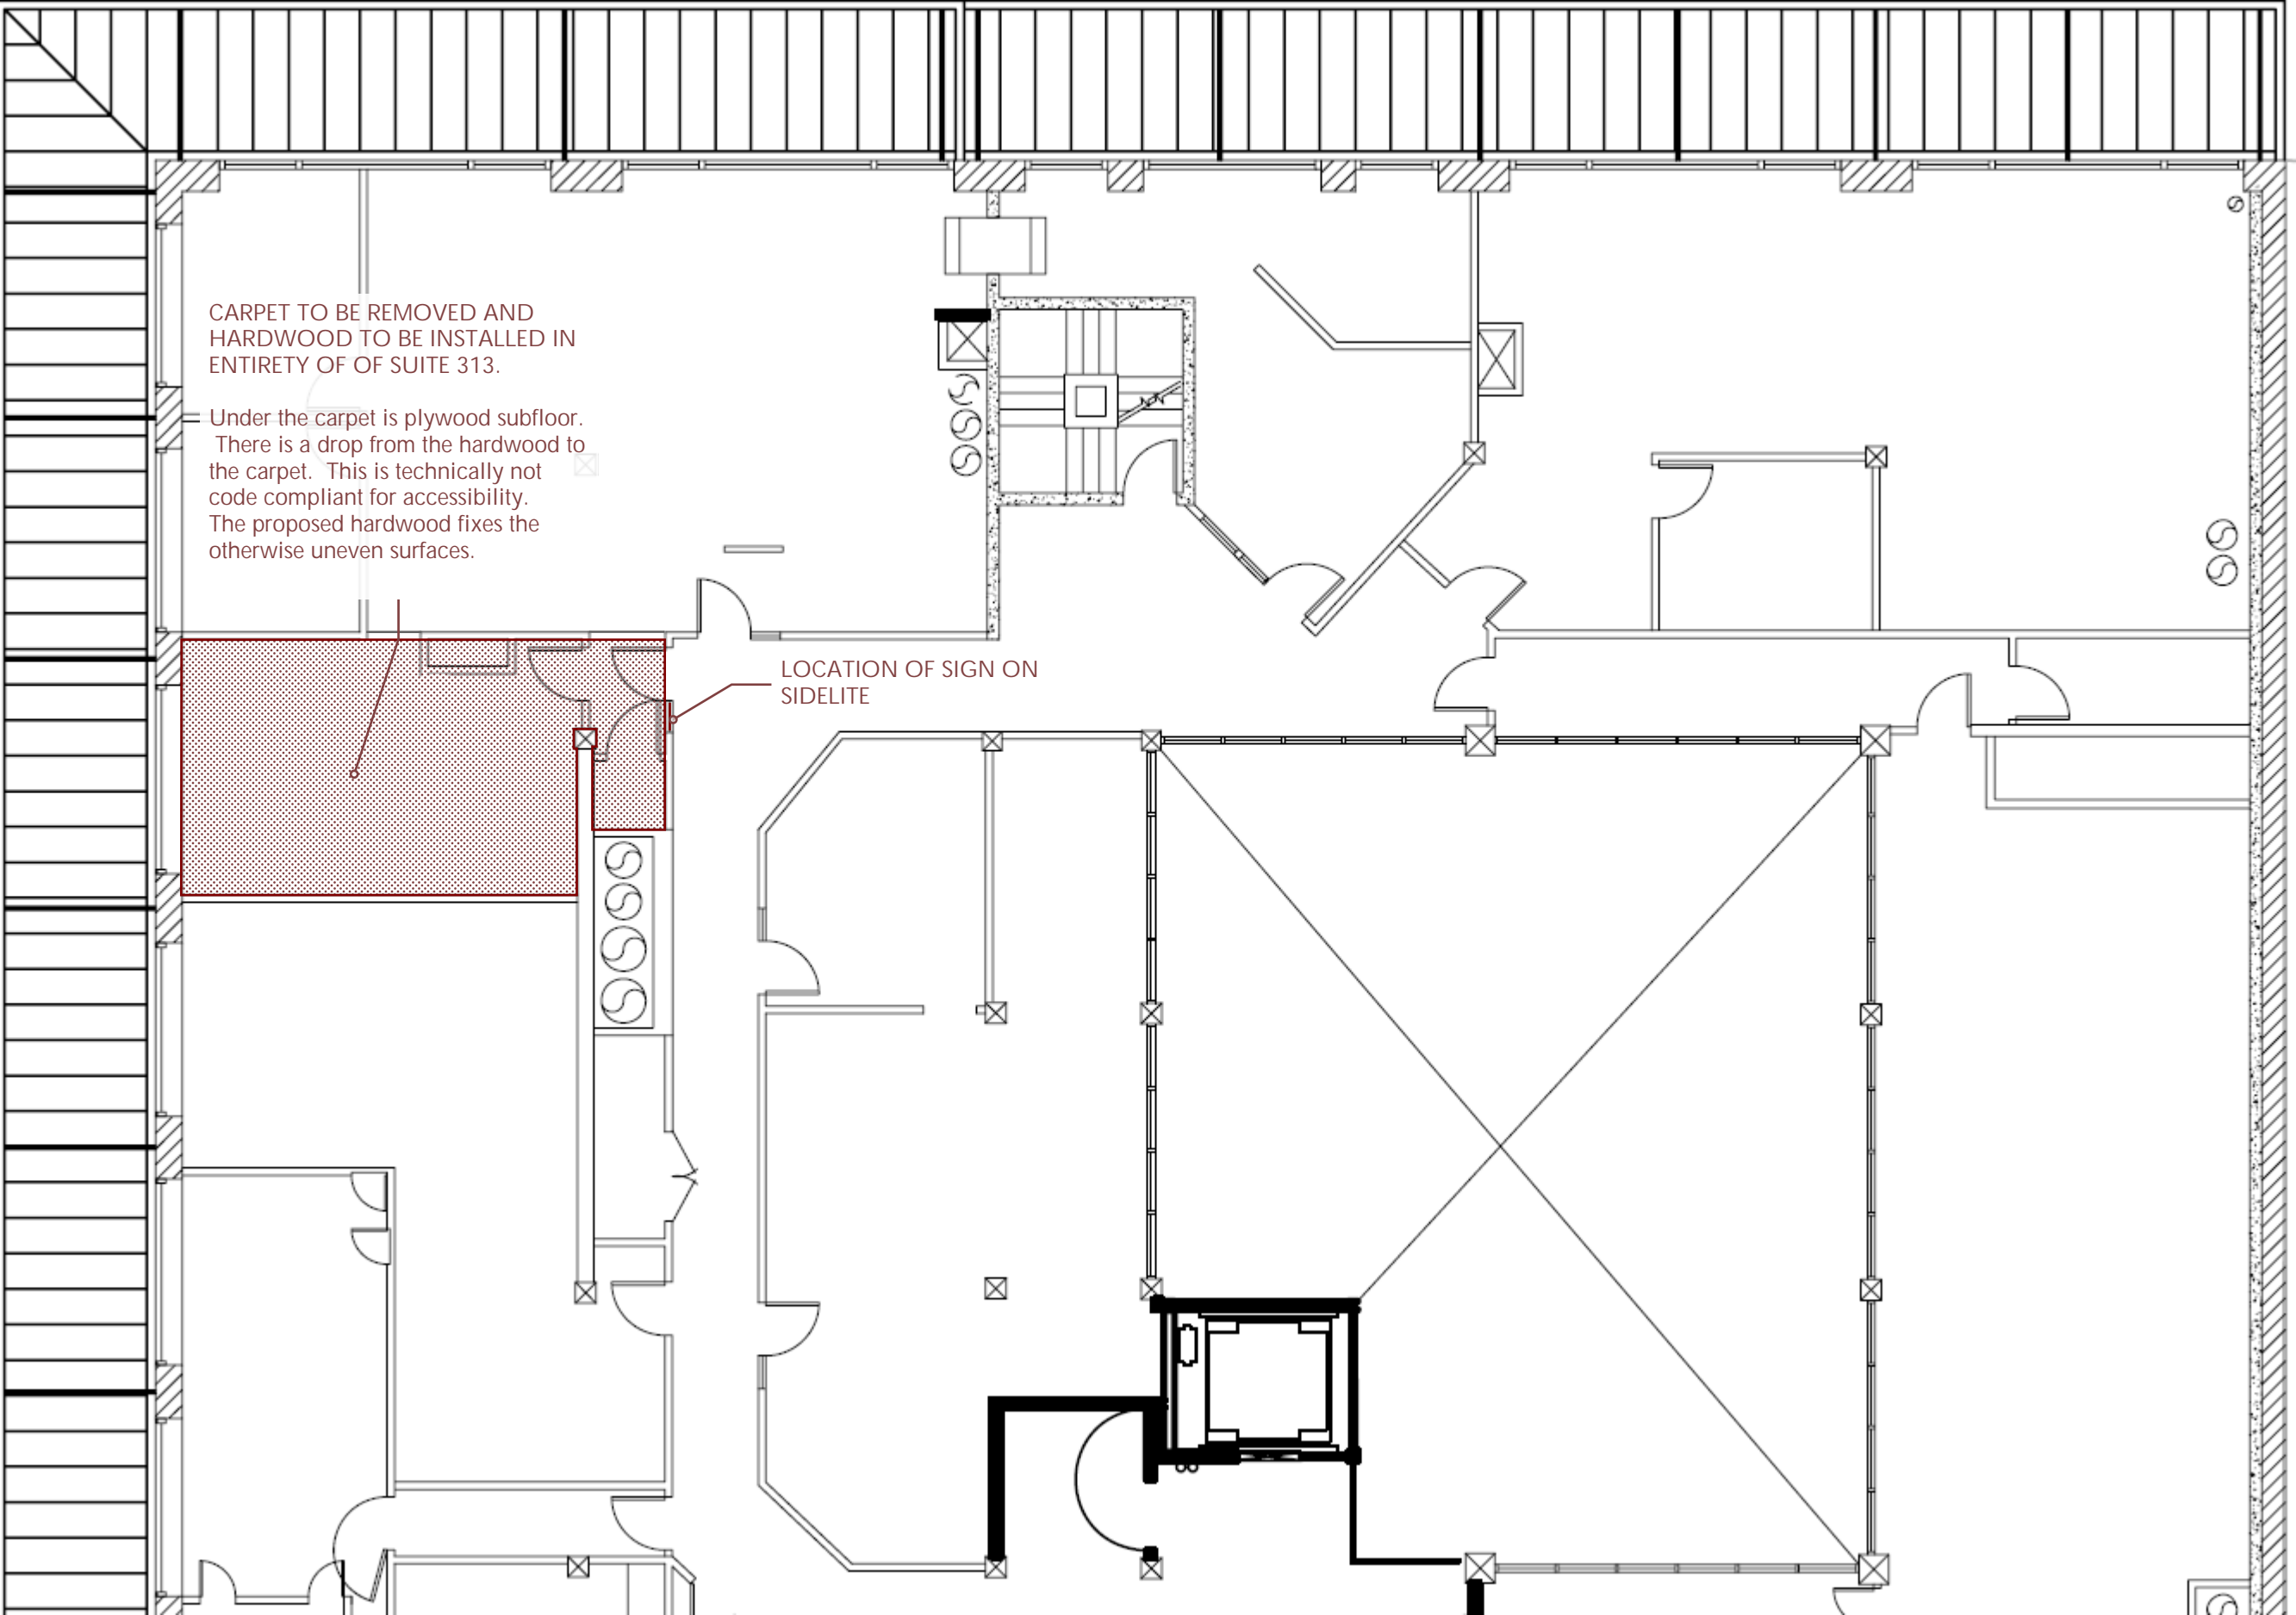 CARPET TO BE REMOVED AND
HARDWOOD TO BE INSTALLED IN
ENTIRETY OF OF SUITE 313.
Under the carpet is plywood subfloor.
There is a drop from the hardwood to
the carpet. This is technically not
code compliant for accessibility.
The proposed hardwood fixes the
otherwise uneven surfaces.
LOCATION OF SIGN ON
SIDELITE